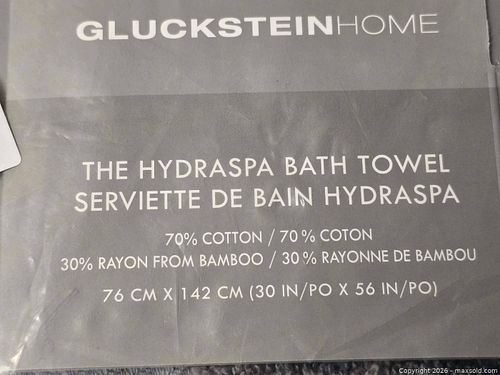 GLUCKSTEINHOME
THE HYDRASPA BATH TOWEL
SERVIETTE DE BAIN HYDRASPA
70% COTTON / 70% COTON
30% RAYON FROM BAMBOO / 30% RAYONNE DE BAMBOU
76 CM X 142 CM (30 IN/PO X 56 IN/PO)
Copyright 2026 - maxsold.com